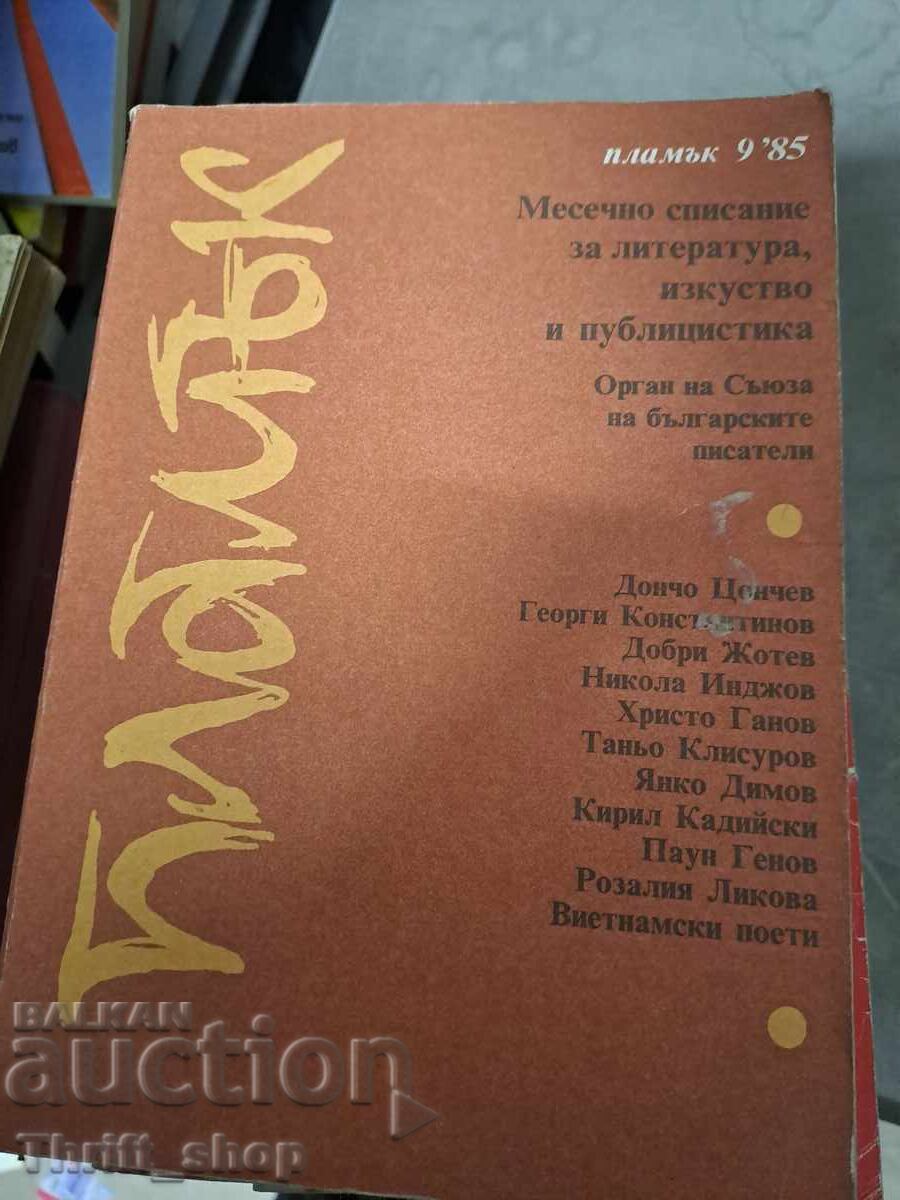 пламък 9'85
Месечно списание
за литература,
изкуство
и публицистика
Орган на Съюза
на българските
писатели
Дончо Цончев
Георги Константинов
Добри Жотев
Никола Инджов
Христо Ганов
Таньо Клисуров
Янко Димов
Кирил Кадийски
Паун Генов
Розалия Ликова
Виетнамски поети
пламък
BALKAN
auction
Thrift_shop